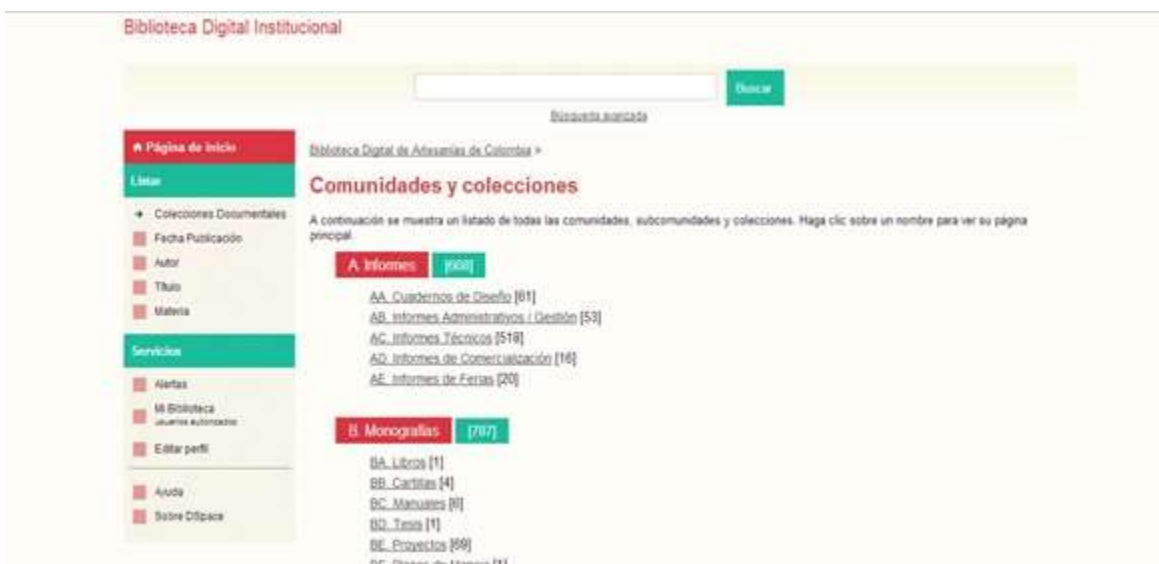 Biblioteca Digital Institucional
Buscar
Búsqueda avanzada
Página de inicio
Listar
Colecciones Documentales
Fecha Publicación
Autor
Título
Materia
Servicios
Alertas
Mi Biblioteca
usuarios autorizados
Editar perfil
Ayuda
Sobre DSpace
Biblioteca Digital de Artesanías de Colombia >
Comunidades y colecciones
A continuación se muestra un listado de todas las comunidades, subcomunidades y colecciones. Haga clic sobre un nombre para ver su página
principal.
A. Informes
AA. Cuadernos de Diseño [61]
AB. Informes Administrativos / Gestión [53]
AC. Informes Técnicos [518]
AD. Informes de Comercialización [16]
AE. Informes de Ferias [20]
B. Monografías [787]
BA. Libros [1]
BB. Cartillas [4]
BC. Manuales [6]
BD. Tesis [1]
BE. Proyectos [69]